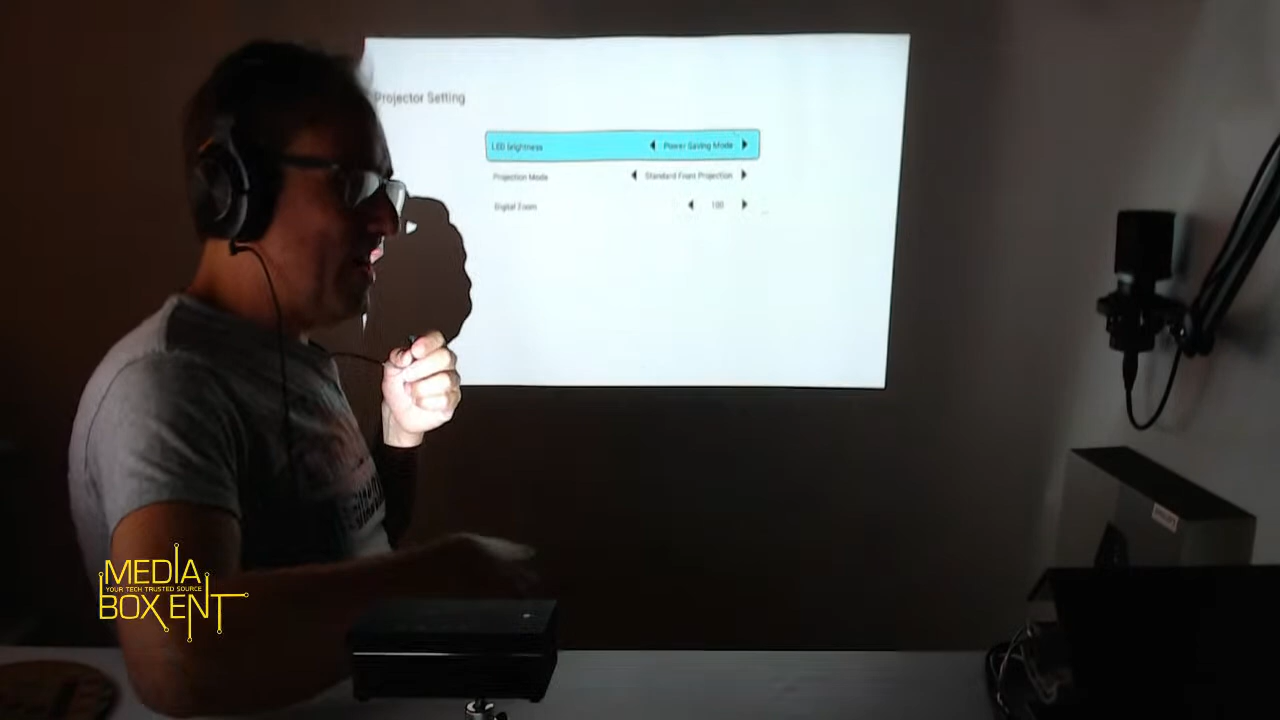 Projector Setting
LED Brightness Power Saving Mode
Projection Mode Standard Front Projection
Digital Zoom 100
MEDIA
YOUR TECH TRUSTED SOURCE
BOX ENT